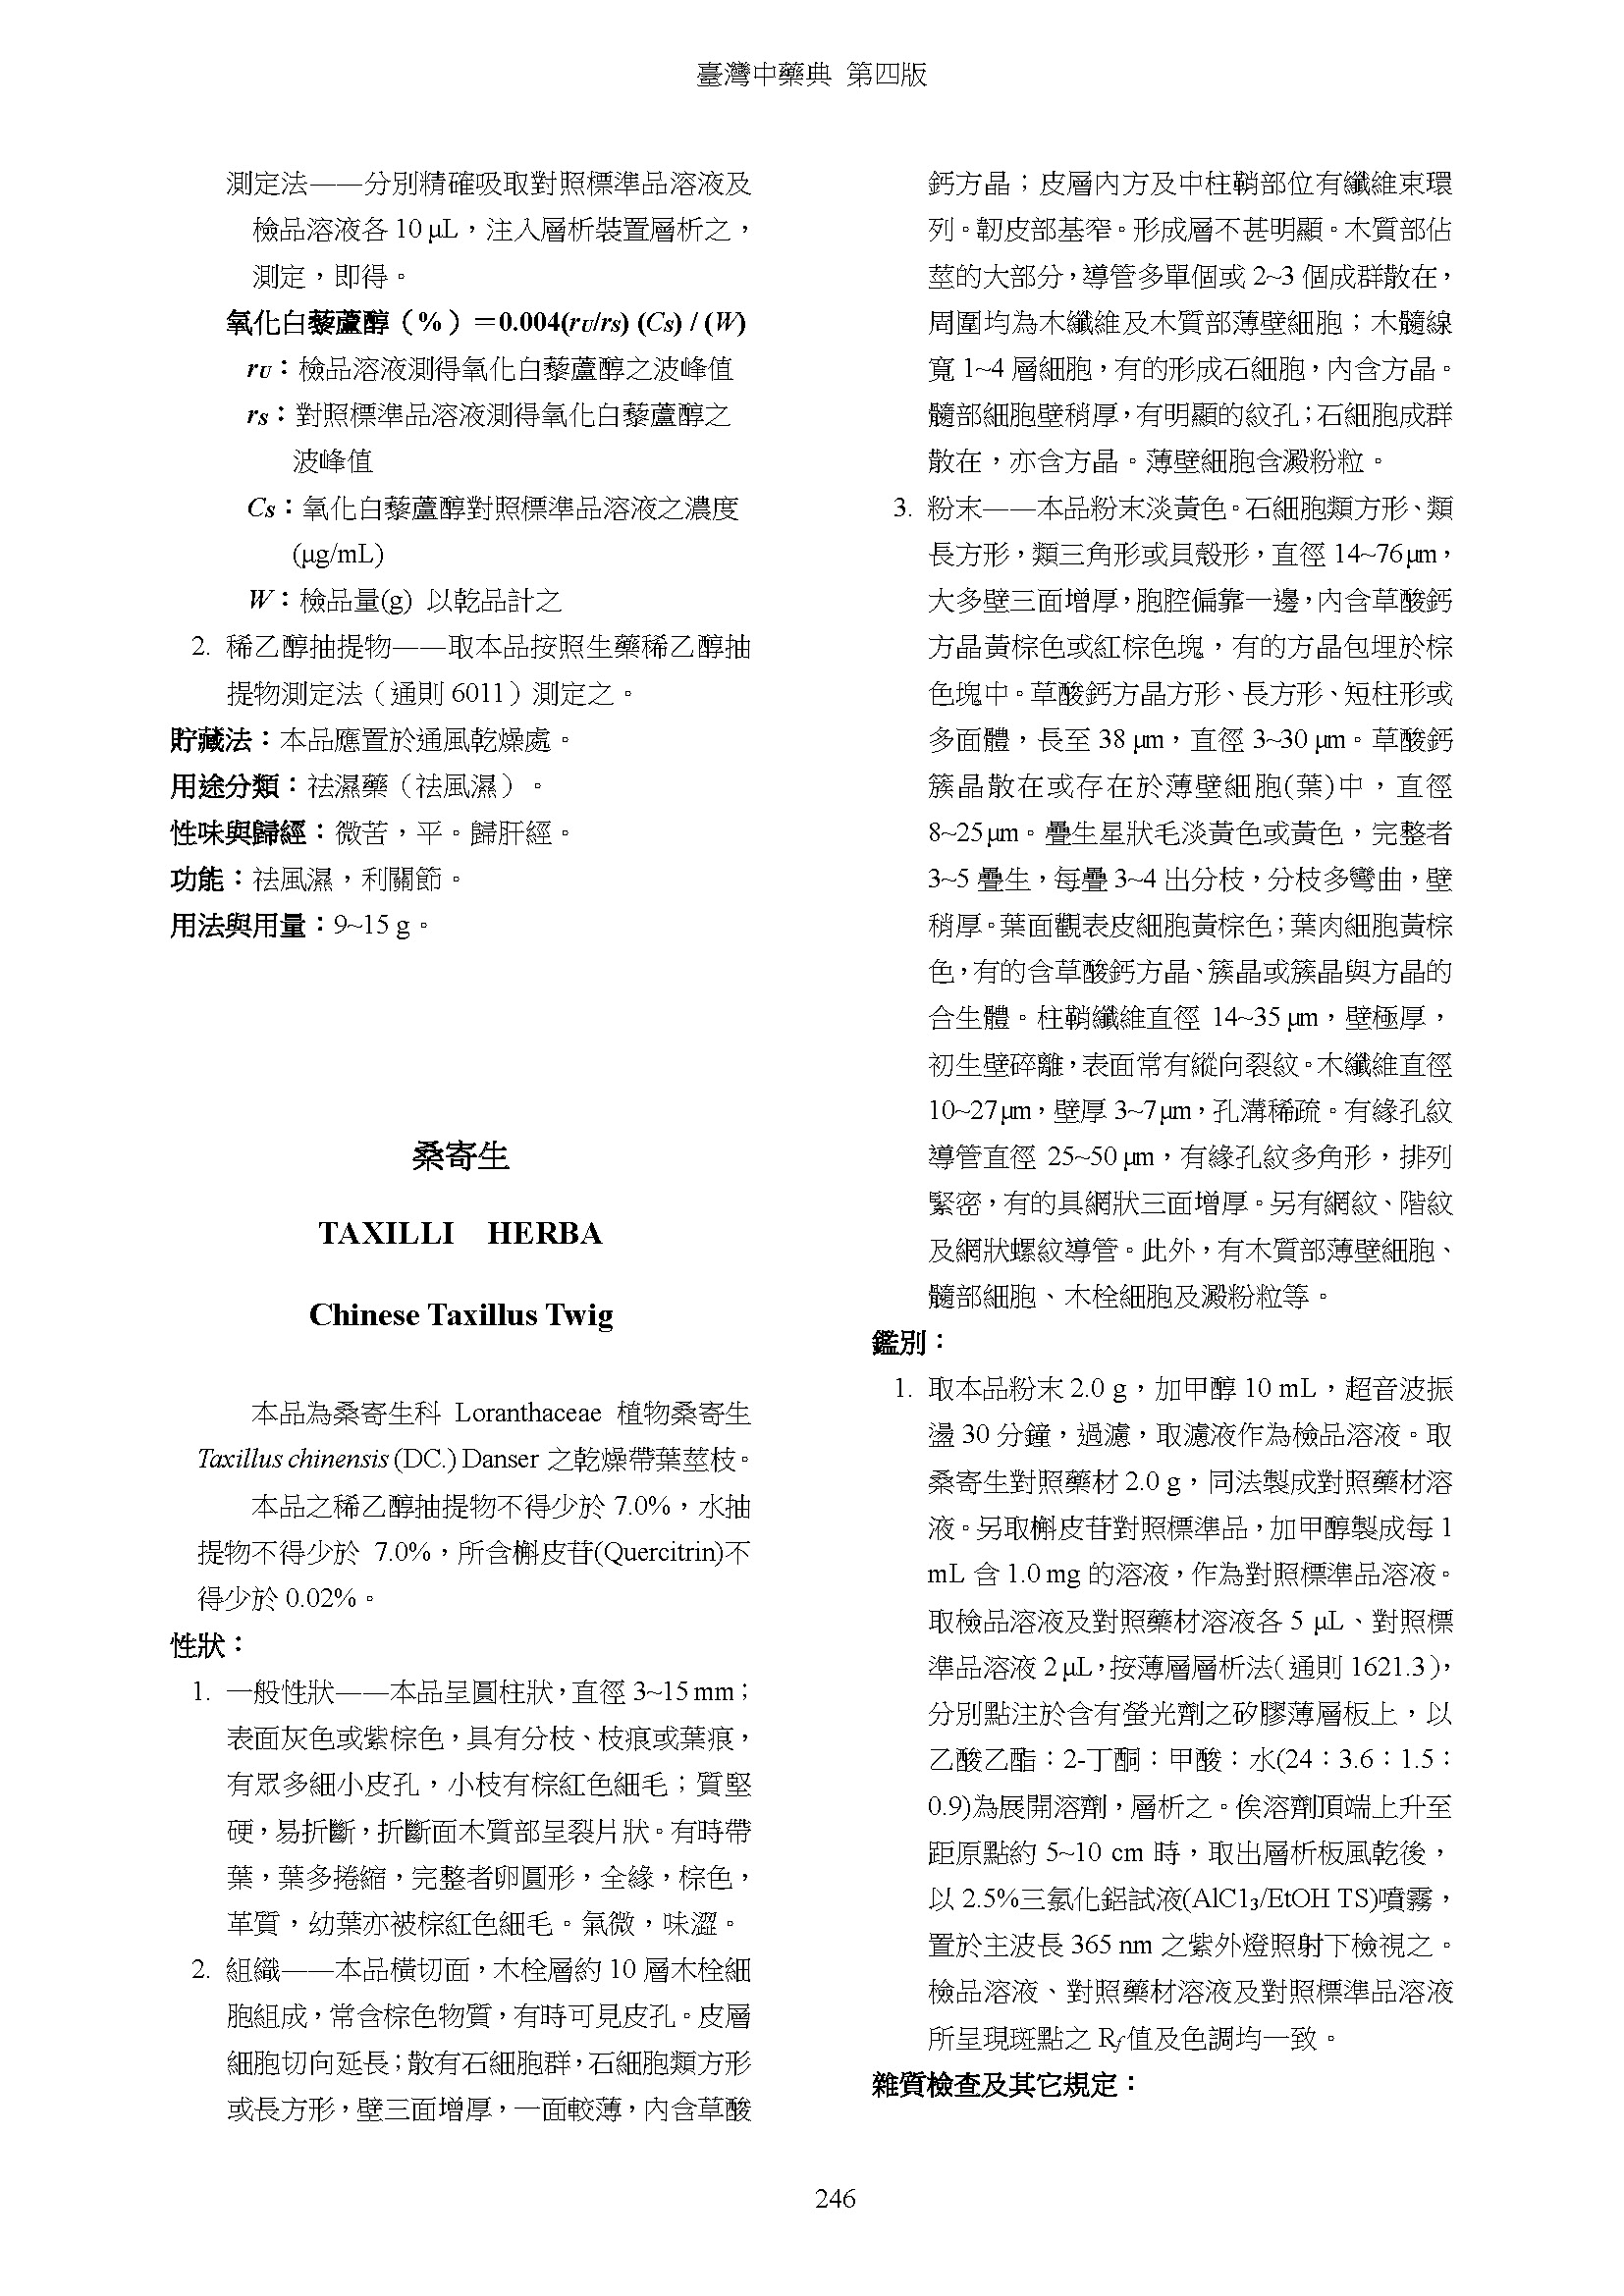 臺灣中藥典 第四版
測定法——分別精確吸取對照標準品溶液及
檢品溶液各 10 μL，注入層析裝置層析之，
測定，即得。
氧化白藜蘆醇（%）＝0.004(rU/rS) (CS) / (W)
rU：檢品溶液測得氧化白藜蘆醇之波峰值
rS：對照標準品溶液測得氧化白藜蘆醇之
波峰值
CS：氧化白藜蘆醇對照標準品溶液之濃度
(μg/mL)
W：檢品量(g) 以乾品計之
2. 稀乙醇抽提物——取本品按照生藥稀乙醇抽
提物測定法（通則 6011）測定之。
貯藏法：本品應置於通風乾燥處。
用途分類：祛濕藥（祛風濕）。
性味與歸經：微苦，平。歸肝經。
功能：祛風濕，利關節。
用法與用量：9~15 g。
桑寄生
TAXILLI HERBA
Chinese Taxillus Twig
本品為桑寄生科 Loranthaceae 植物桑寄生
Taxillus chinensis (DC.) Danser 之乾燥帶葉莖枝。
本品之稀乙醇抽提物不得少於 7.0%，水抽
提物不得少於 7.0%，所含槲皮苷(Quercitrin)不
得少於 0.02%。
性狀：
1. 一般性狀——本品呈圓柱狀，直徑 3~15 mm；
表面灰色或紫棕色，具有分枝、枝痕或葉痕，
有眾多細小皮孔，小枝有棕紅色細毛；質堅
硬，易折斷，折斷面木質部呈裂片狀。有時帶
葉，葉多捲縮，完整者卵圓形，全緣，棕色，
革質，幼葉亦被棕紅色細毛。氣微，味澀。
2. 組織——本品橫切面，木栓層約 10 層木栓細
胞組成，常含棕色物質，有時可見皮孔。皮層
細胞切向延長；散有石細胞群，石細胞類方形
或長方形，壁三面增厚，一面較薄，內含草酸
鈣方晶；皮層內方及中柱鞘部位有纖維束環
列。韌皮部甚窄。形成層不甚明顯。木質部佔
莖的大部分，導管多單個或 2~3 個成群散在，
周圍均為木纖維及木質部薄壁細胞；木髓線
寬 1~4 層細胞，有的形成石細胞，內含方晶。
髓部細胞壁稍厚，有明顯的紋孔；石細胞成群
散在，亦含方晶。薄壁細胞含澱粉粒。
3. 粉末——本品粉末淡黃色。石細胞類方形、類
長方形，類三角形或貝殼形，直徑 14~76 μm，
大多壁三面增厚，胞腔偏靠一邊，內含草酸鈣
方晶黃棕色或紅棕色塊，有的方晶包埋於棕
色塊中。草酸鈣方晶方形、長方形、短柱形或
多面體，長至 38 μm，直徑 3~30 μm。草酸鈣
簇晶散在或存在於薄壁細胞(葉)中，直徑
8~25 μm。疊生星狀毛淡黃色或黃色，完整者
3~5 疊生，每疊 3~4 出分枝，分枝多彎曲，壁
稍厚。葉面觀表皮細胞黃棕色；葉肉細胞黃棕
色，有的含草酸鈣方晶、簇晶或簇晶與方晶的
合生體。柱鞘纖維直徑 14~35 μm，壁極厚，
初生壁碎離，表面常有縱向裂紋。木纖維直徑
10~27 μm，壁厚 3~7 μm，孔溝稀疏。有緣孔紋
導管直徑 25~50 μm，有緣孔紋多角形，排列
緊密，有的具網狀三面增厚。另有網紋、階紋
及網狀螺紋導管。此外，有木質部薄壁細胞、
髓部細胞、木栓細胞及澱粉粒等。
鑑別：
1. 取本品粉末 2.0 g，加甲醇 10 mL，超音波振
盪 30 分鐘，過濾，取濾液作為檢品溶液。取
桑寄生對照藥材 2.0 g，同法製成對照藥材溶
液。另取槲皮苷對照標準品，加甲醇製成每 1
mL 含 1.0 mg 的溶液，作為對照標準品溶液。
取檢品溶液及對照藥材溶液各 5 μL、對照標
準品溶液 2 μL，按薄層層析法（通則 1621.3），
分別點注於含有螢光劑之矽膠薄層板上，以
乙酸乙酯：2-丁酮：甲酸：水(24：3.6：1.5：
0.9)為展開溶劑，層析之。俟溶劑頂端上升至
距原點約 5~10 cm 時，取出層析板風乾後，
以 2.5%三氯化鋁試液(AlCl3/EtOH TS)噴霧，
置於主波長 365 nm 之紫外燈照射下檢視之。
檢品溶液、對照藥材溶液及對照標準品溶液
所呈現斑點之 Rf 值及色調均一致。
雜質檢查及其它規定：
246